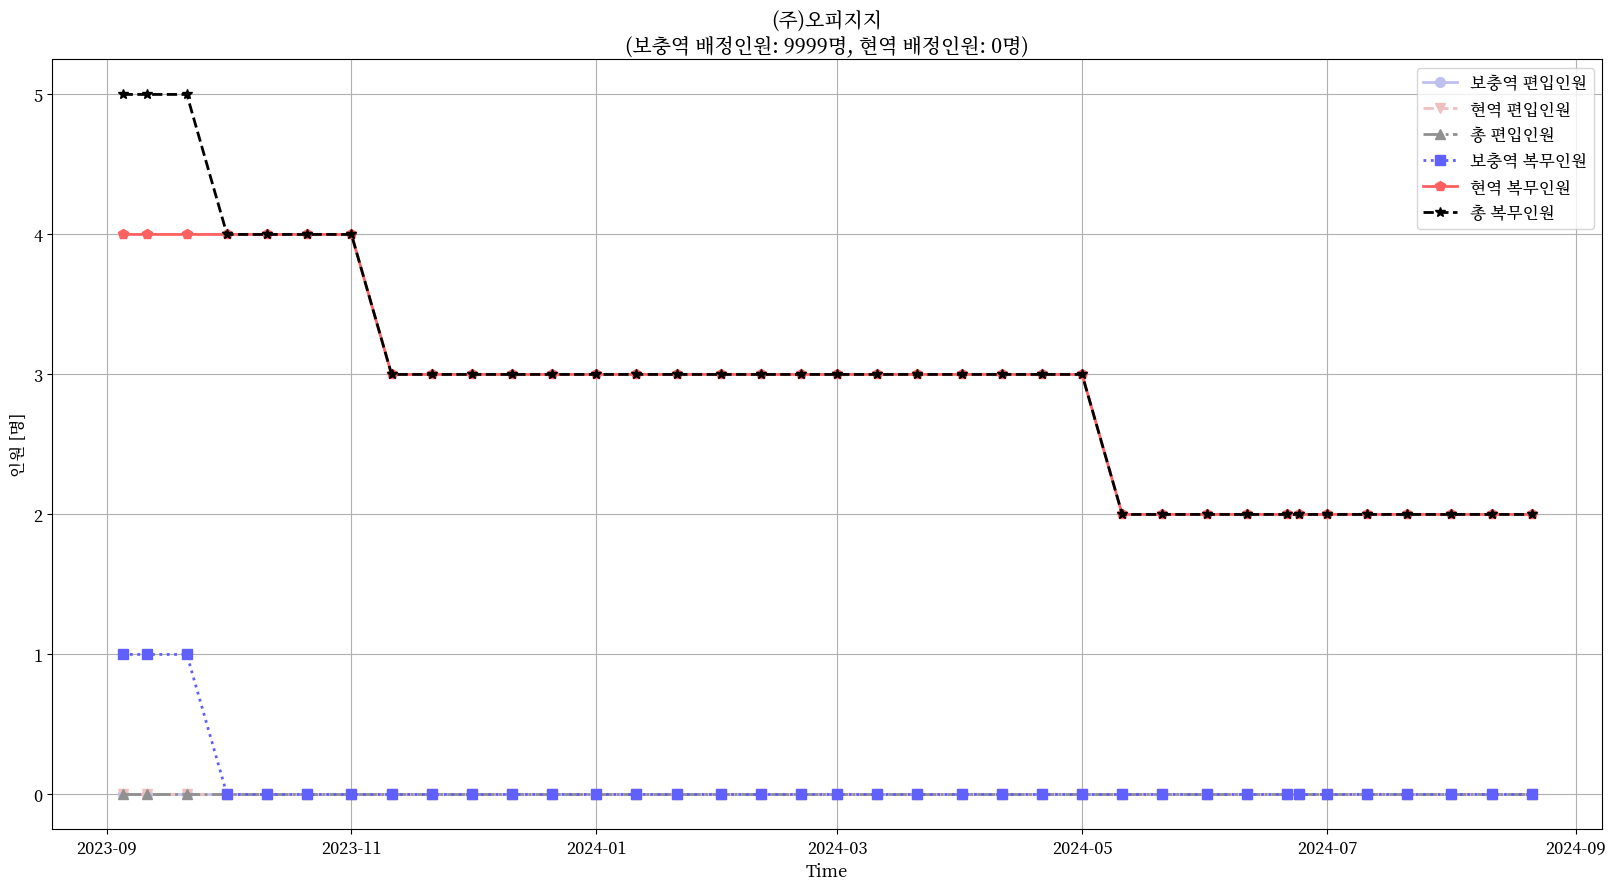 (주)오피지지
(보충역 배정인원: 9999명, 현역 배정인원: 0명)
보충역 편입인원
현역 편입인원
총 편입인원
보충역 복무인원
현역 복무인원
총 복무인원
인원 [명]
5
4
3
2
1
0
2023-09
2023-11
2024-01
2024-03
2024-05
2024-07
2024-09
Time